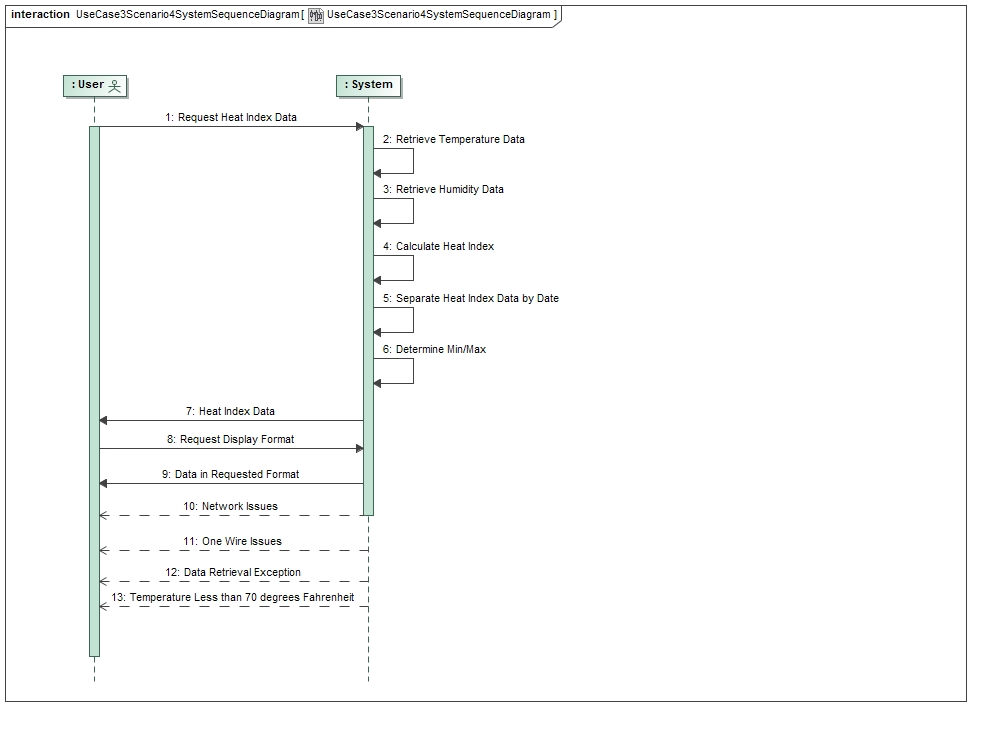 interaction UseCase3Scenario4SystemSequenceDiagram[ UseCase3Scenario4SystemSequenceDiagram ]
: User
: System
1: Request Heat Index Data
2: Retrieve Temperature Data
3: Retrieve Humidity Data
4: Calculate Heat Index
5: Separate Heat Index Data by Date
6: Determine Min/Max
7: Heat Index Data
8: Request Display Format
9: Data in Requested Format
10: Network Issues
11: One Wire Issues
12: Data Retrieval Exception
13: Temperature Less than 70 degrees Fahrenheit